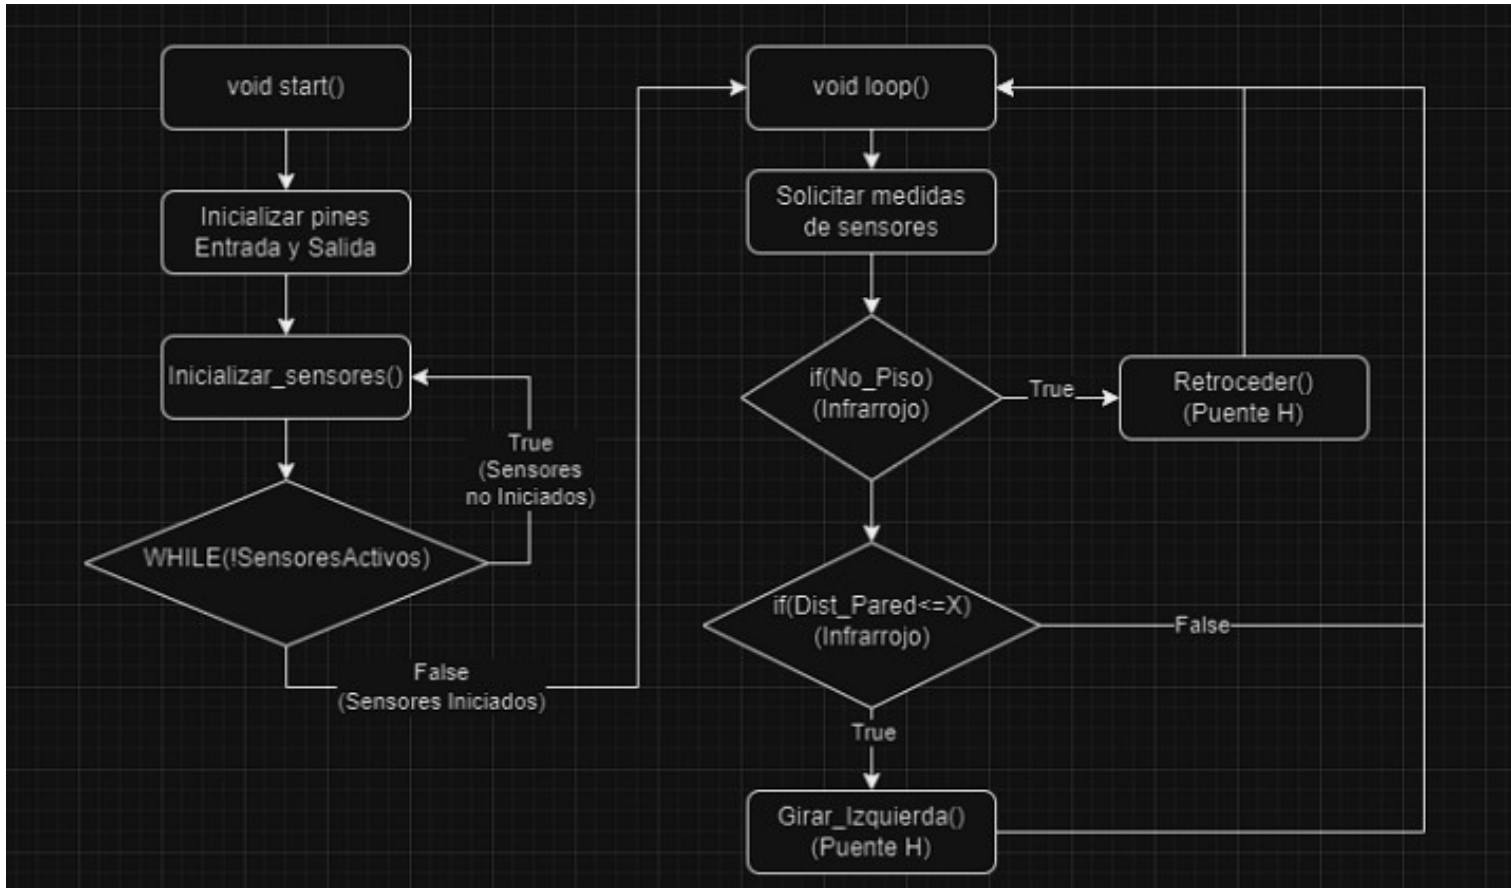 void start()
Inicializar pines
Entrada y Salida
Inicializar_sensores()
True
(Sensores
no Iniciados)
WHILE(!SensoresActivos)
False
(Sensores Iniciados)
void loop()
Solicitar medidas
de sensores
if(No_Piso)
(Infrarrojo)
True
Retroceder()
(Puente H)
if(Dist_Pared<=X)
(Infrarrojo)
False
True
Girar_Izquierda()
(Puente H)